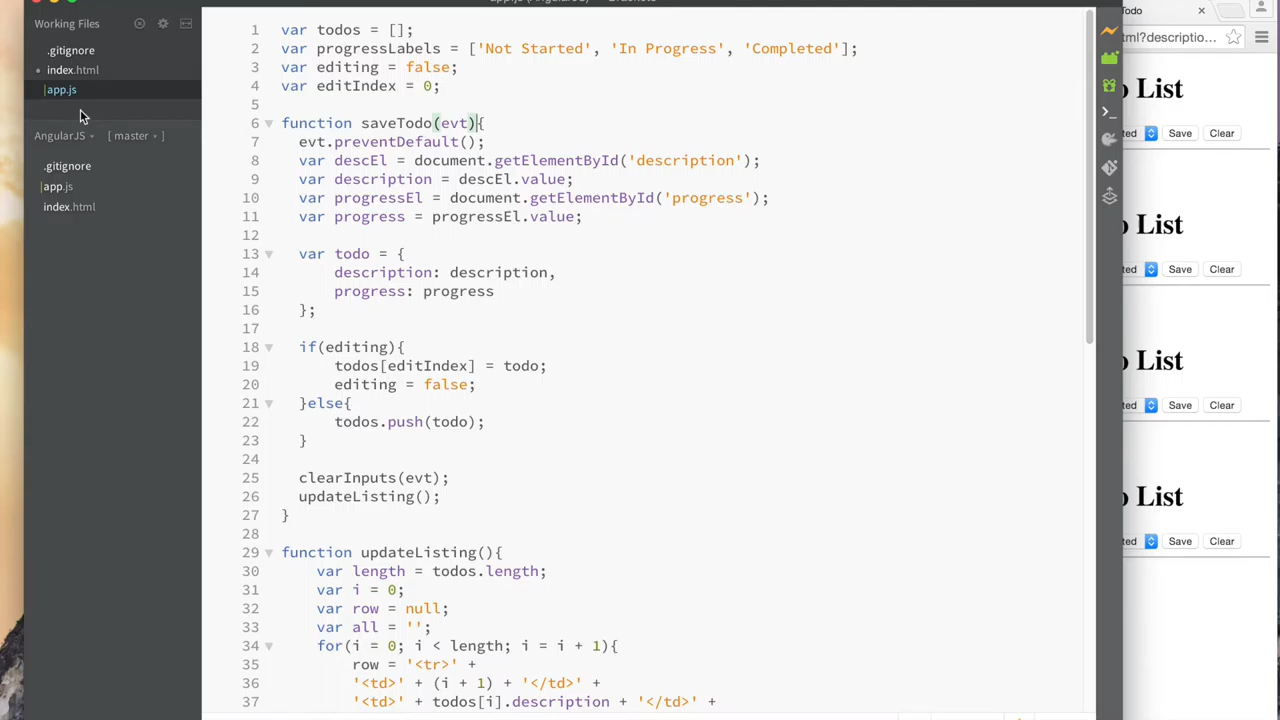 Working Files
.gitignore
index.html
app.js
AngularJS
[ master ]
.gitignore
app.js
index.html
1 var todos = [];
2 var progressLabels = ['Not Started', 'In Progress', 'Completed'];
3 var editing = false;
4 var editIndex = 0;
5
6 function saveTodo(evt){
7 evt.preventDefault();
8 var descEl = document.getElementById('description');
9 var description = descEl.value;
10 var progressEl = document.getElementById('progress');
11 var progress = progressEl.value;
12
13 var todo = {
14 description: description,
15 progress: progress
16 };
17
18 if(editing){
19 todos[editIndex] = todo;
20 editing = false;
21 }else{
22 todos.push(todo);
23 }
24
25 clearInputs(evt);
26 updateListing();
27 }
28
29 function updateListing(){
30 var length = todos.length;
31 var i = 0;
32 var row = null;
33 var all = '';
34 for(i = 0; i < length; i = i + 1){
35 row = '<tr>' +
36 '<td>' + (i + 1) + '</td>' +
37 '<td>' + todos[i].description + '</td>' +
Todo
tml?descriptio...
o List
ted Save Clear
o List
ted Save Clear
o List
ted Save Clear
o List
ted Save Clear